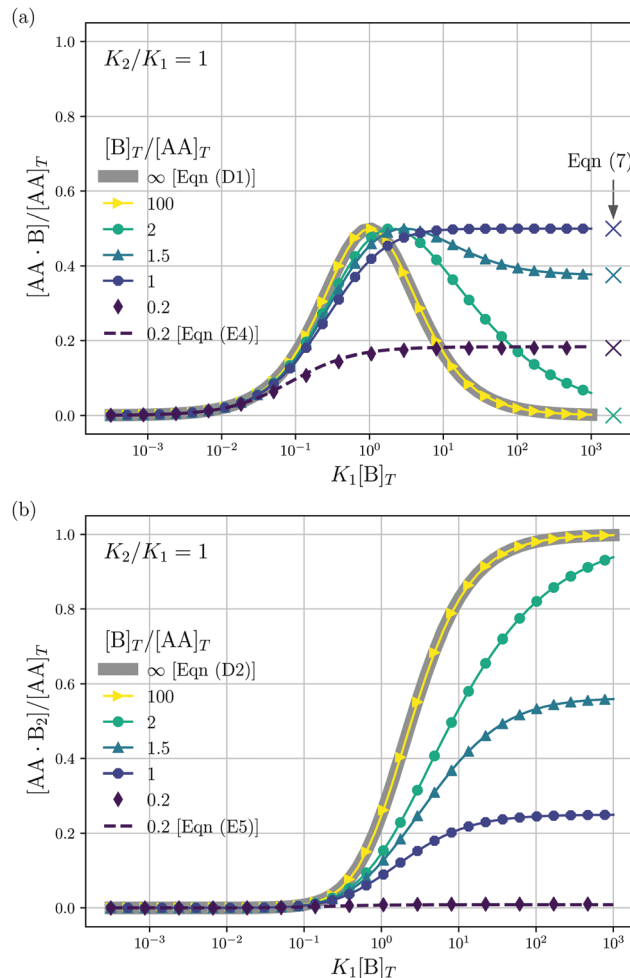 (a)
1.0
0.8
0.6
0.4
0.2
0.0
[AA · B]/[AA]_T
K_2/K_1 = 1
[B]_T/[AA]_T
∞ [Eqn (D1)]
100
2
1.5
1
0.2
0.2 [Eqn (E4)]
Eqn (7)
10^{-3}
10^{-2}
10^{-1}
10^0
10^1
10^2
10^3
K_1[B]_T
(b)
1.0
0.8
0.6
0.4
0.2
0.0
[AA · B_2]/[AA]_T
K_2/K_1 = 1
[B]_T/[AA]_T
∞ [Eqn (D2)]
100
2
1.5
1
0.2
0.2 [Eqn (E5)]
10^{-3}
10^{-2}
10^{-1}
10^0
10^1
10^2
10^3
K_1[B]_T